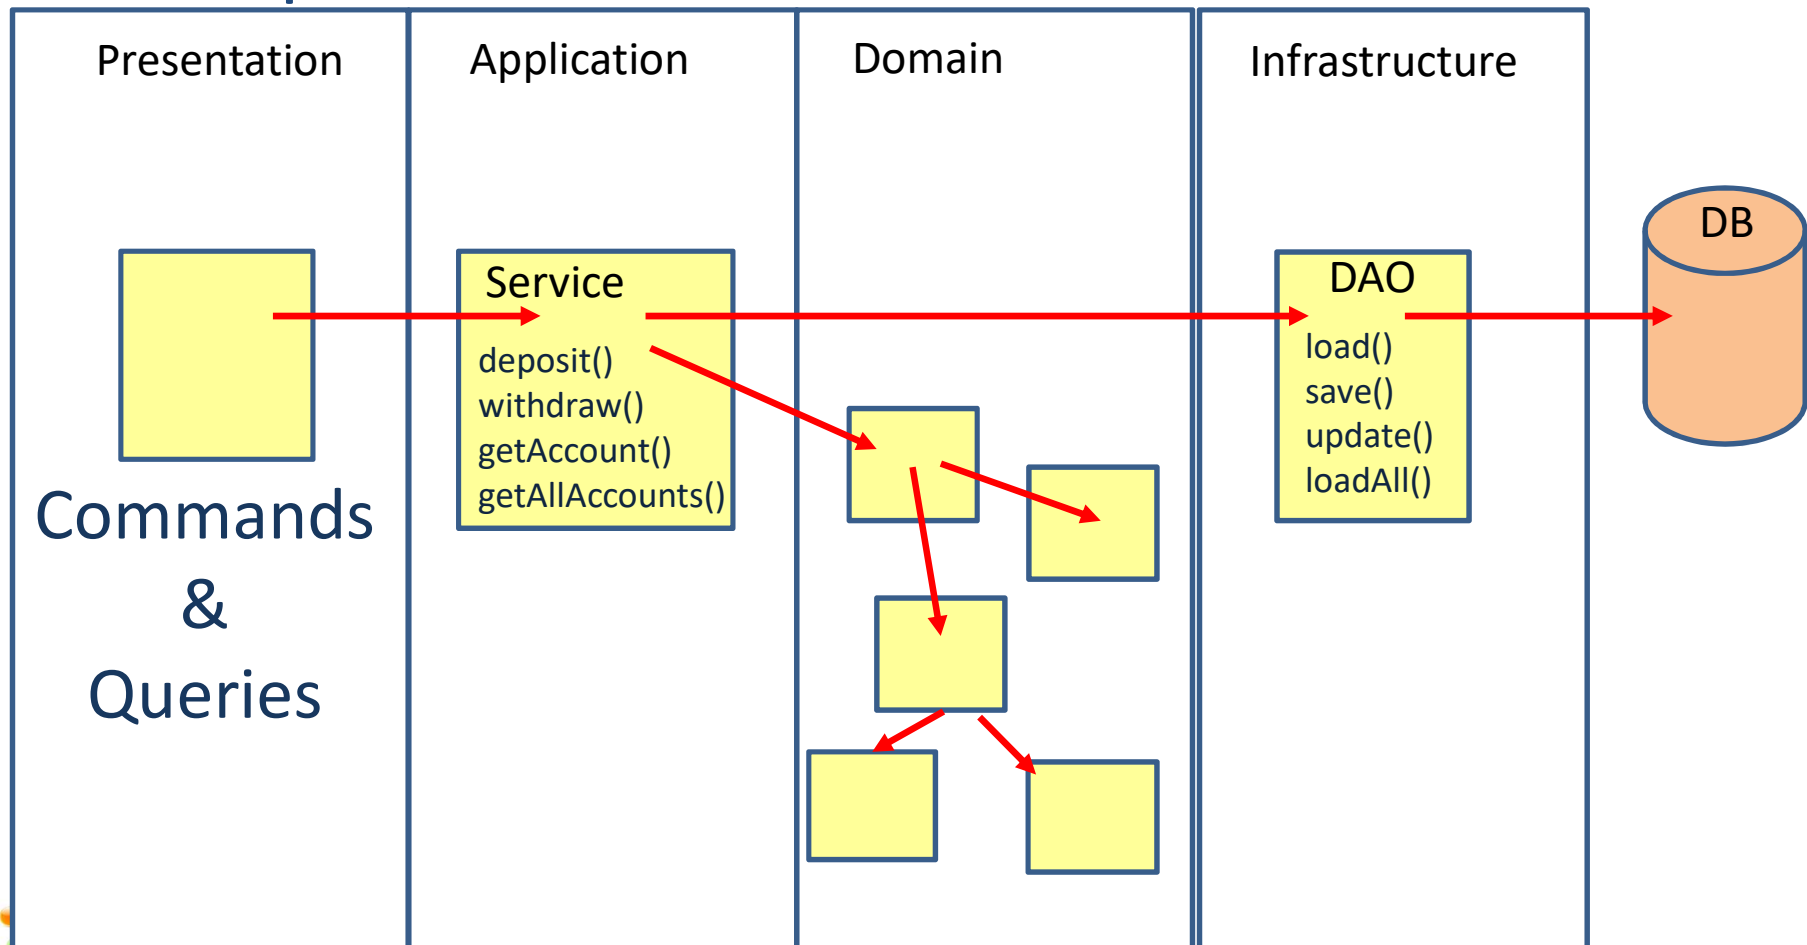 Presentation
Application
Domain
Infrastructure
DB
Service
deposit()
withdraw()
getAccount()
getAllAccounts()
DAO
load()
save()
update()
loadAll()
Commands
&
Queries